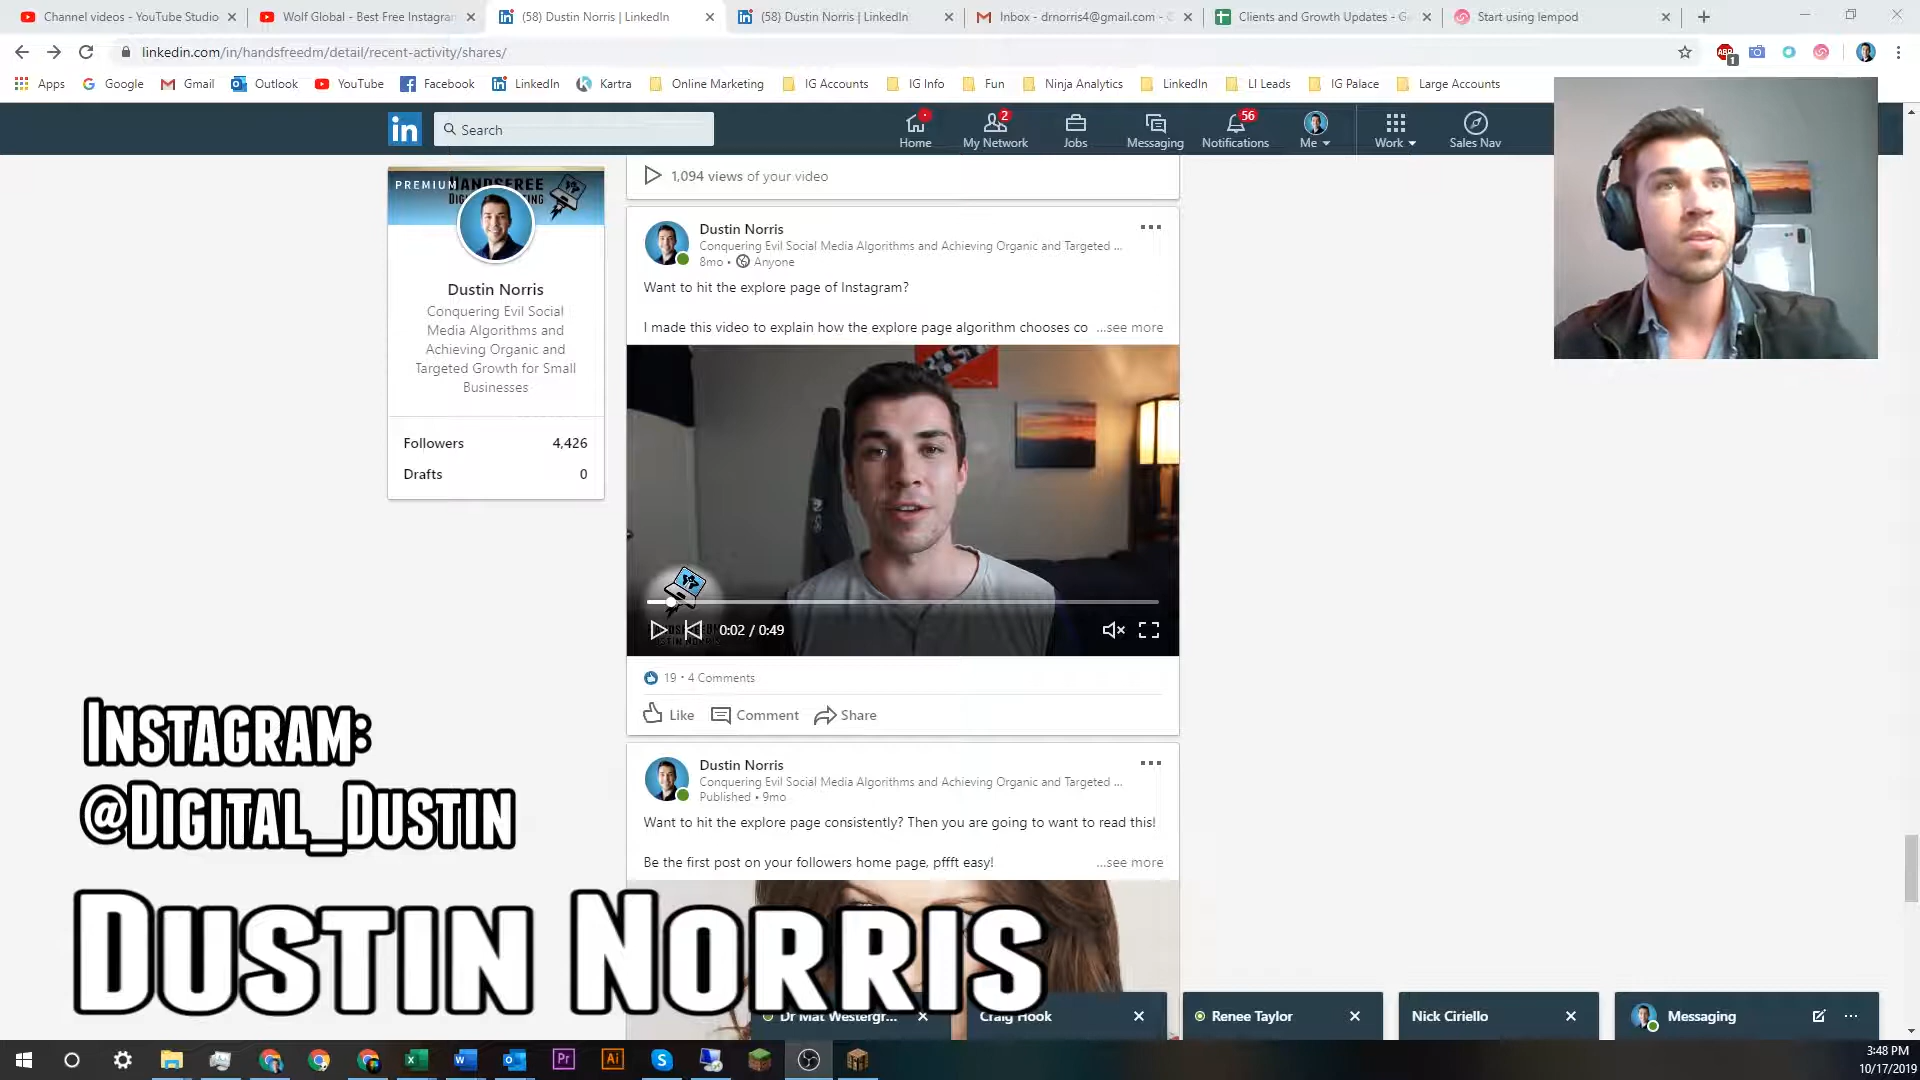 Channel videos - YouTube Studio
Wolf Global - Best Free Instagram
(58) Dustin Norris | LinkedIn
(58) Dustin Norris | LinkedIn
Inbox - drnorris4@gmail.com -
Clients and Growth Updates - G
Start using lempod
linkedin.com/in/handsfreedm/detail/recent-activity/shares/
Apps
Google
Gmail
Outlook
YouTube
Facebook
LinkedIn
Kartra
Online Marketing
IG Accounts
IG Info
Fun
Ninja Analytics
LinkedIn
LI Leads
IG Palace
Large Accounts
in
Search
Home
2
My Network
Jobs
Messaging
56
Notifications
Me
Work
Sales Nav
PREMIUM
HANDSFREE
Dustin Norris
Conquering Evil Social
Media Algorithms and
Achieving Organic and
Targeted Growth for Small
Businesses
Followers 4,426
Drafts 0
1,094 views of your video
Dustin Norris
Conquering Evil Social Media Algorithms and Achieving Organic and Targeted ...
8mo • Anyone
Want to hit the explore page of Instagram?
I made this video to explain how the explore page algorithm chooses co ...see more
0:02 / 0:49
19 • 4 Comments
Like Comment Share
Dustin Norris
Conquering Evil Social Media Algorithms and Achieving Organic and Targeted ...
Published • 9mo
Want to hit the explore page consistently? Then you are going to want to read this!
Be the first post on your followers home page, pffft easy! ...see more
INSTAGRAM:
@DIGITAL_DUSTIN
DUSTIN NORRIS
Dr Mat Westergr...
Craig Hook
Renee Taylor
Nick Ciriello
Messaging
3:48 PM
10/17/2019